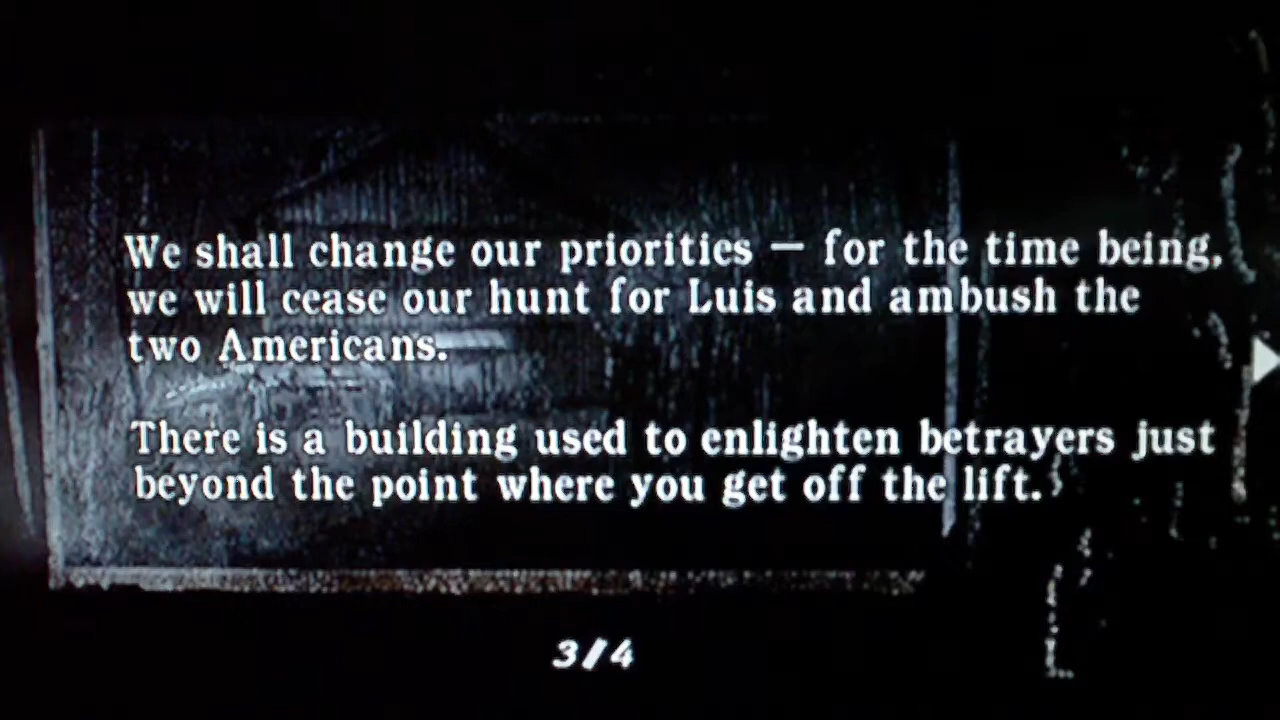 We shall change our priorities — for the time being,
we will cease our hunt for Luis and ambush the
two Americans.
There is a building used to enlighten betrayers just
beyond the point where you get off the lift.
3/4